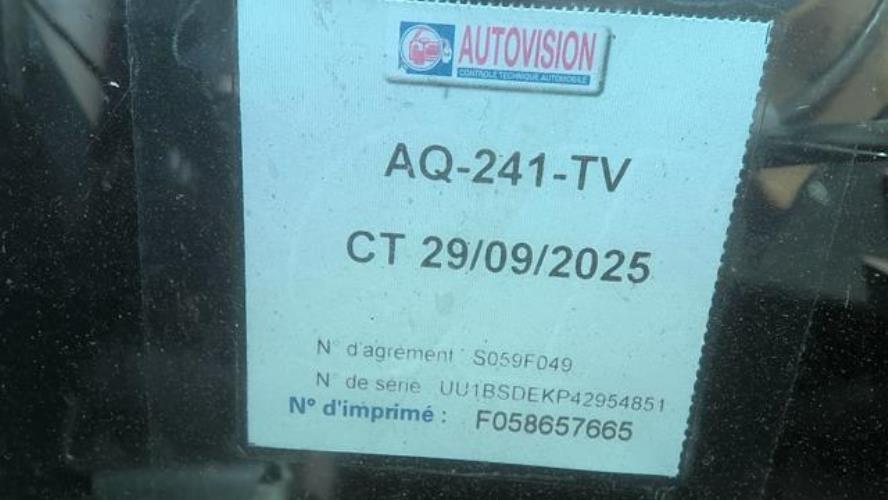 AUTOVISION
CONTROLE TECHNIQUE AUTOMOBILE
AQ-241-TV
CT 29/09/2025
N° d'agrément : S059F049
N° de série UU1BSDEKP42954851
N° d'imprimé : F058657665